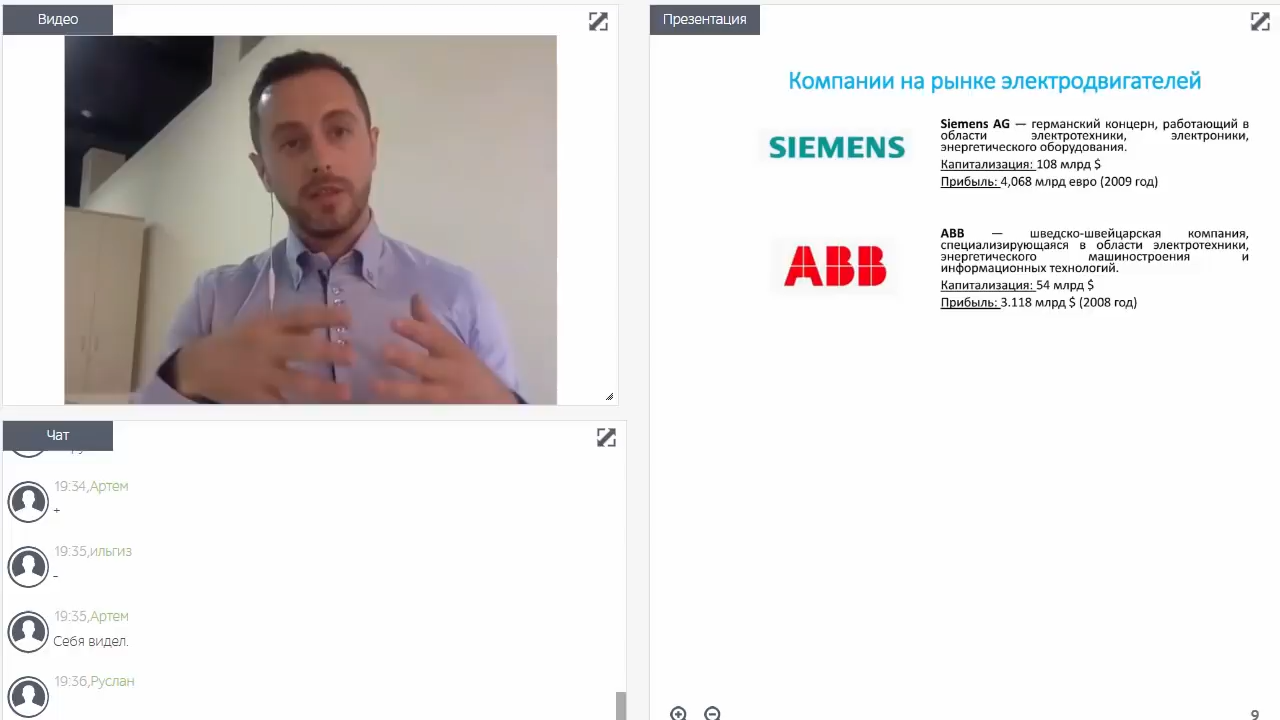 Видео
Чат
19:34,Артем
+
19:35,ильгиз
-
19:35,Артем
Себя видел.
19:36,Руслан
Презентация
Компании на рынке электродвигателей
SIEMENS
Siemens AG — германский концерн, работающий в
области электротехники, электроники,
энергетического оборудования.
Капитализация: 108 млрд $
Прибыль: 4,068 млрд евро (2009 год)
ABB
ABB — шведско-швейцарская компания,
специализирующаяся в области электротехники,
энергетического машиностроения и
информационных технологий.
Капитализация: 54 млрд $
Прибыль: 3.118 млрд $ (2008 год)
9